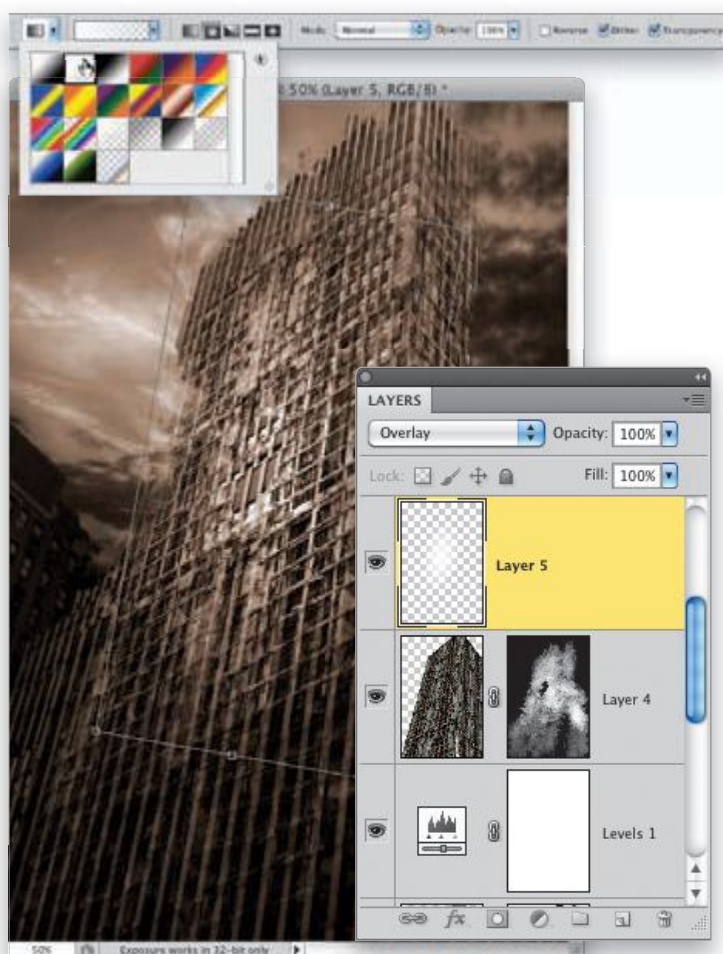 Mode: Normal Opacity: 100% Reverse Dither Transparency
50% (Layer 5, RGB/8) *
LAYERS
Overlay Opacity: 100%
Lock: Fill: 100%
Layer 5
Layer 4
Levels 1
fx
50% Exposure works in 32-bit only